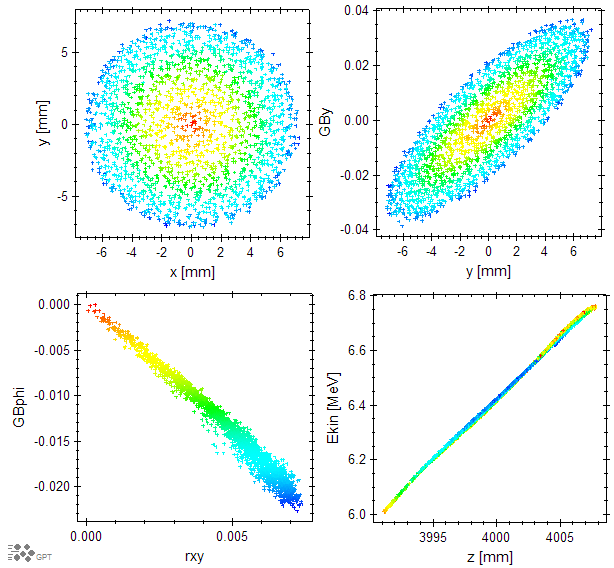 y [mm]
5
0
-5
-6 -4 -2 0 2 4 6
x [mm]
GBy
0.04
0.02
0.00
-0.02
-0.04
-6 -4 -2 0 2 4 6
y [mm]
GBphi
0.000
-0.005
-0.010
-0.015
-0.020
0.000 0.005
rxy
Ekin [MeV]
6.8
6.6
6.4
6.2
6.0
3995 4000 4005
z [mm]
GPT